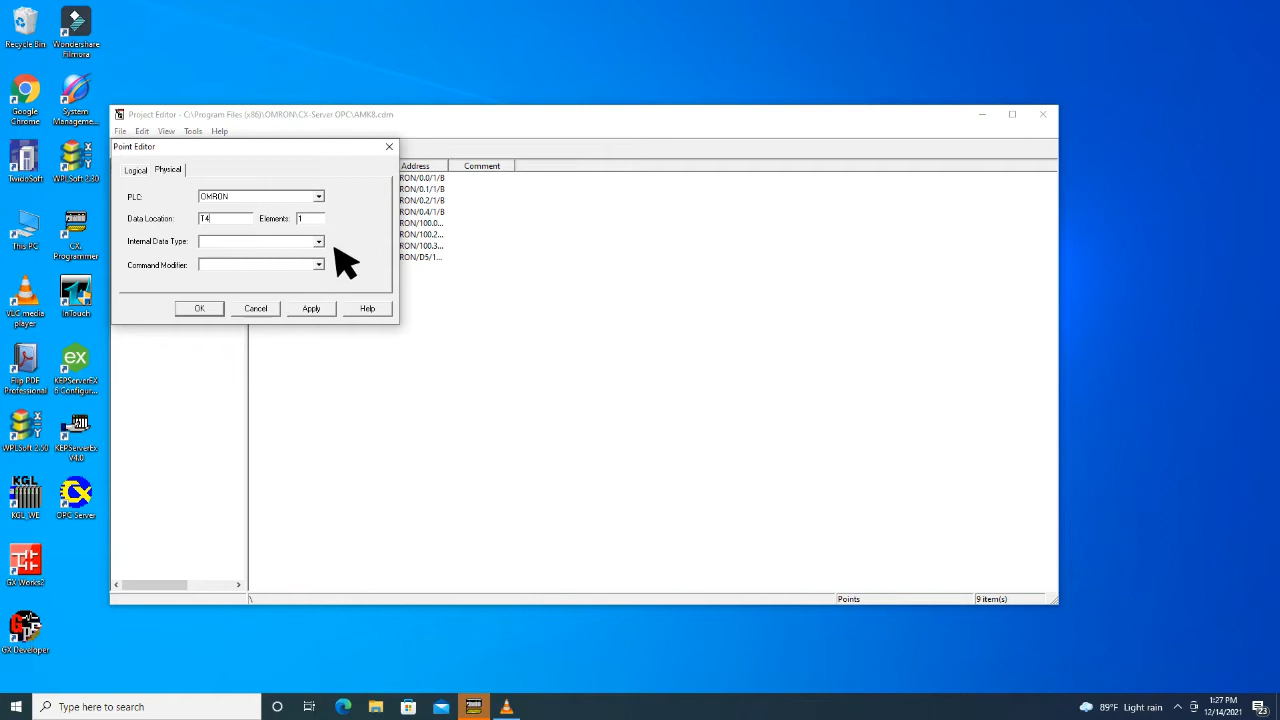 Recycle Bin
Wondershare
Filmora
Google
Chrome
System
Manageme...
TwidoSoft
WPLSoft 2.30
This PC
CX-
Programmer
VLC media
player
InTouch
Flip PDF
Professional
KEPServerEX
6 Configur...
WPLSoft 2.30
KEPServerEx
V4.0
KGL_WE
OPC Server
GX Works2
GX Developer
Project Editor - C:\Program Files (x86)\OMRON\CX-Server OPC\AMK8.cdm
File Edit View Tools Help
Point Editor
Logical Physical
PLC: OMRON
Data Location: T4 Elements: 1
Internal Data Type:
Command Modifier:
OK Cancel Apply Help
Address Comment
RON/0.0/1/B
RON/0.1/1/B
RON/0.2/1/B
RON/0.4/1/B
RON/100.0...
RON/100.2...
RON/100.3...
RON/D5/1...
\ Points 9 item(s)
Type here to search
89°F Light rain
1:27 PM
12/14/2021
23